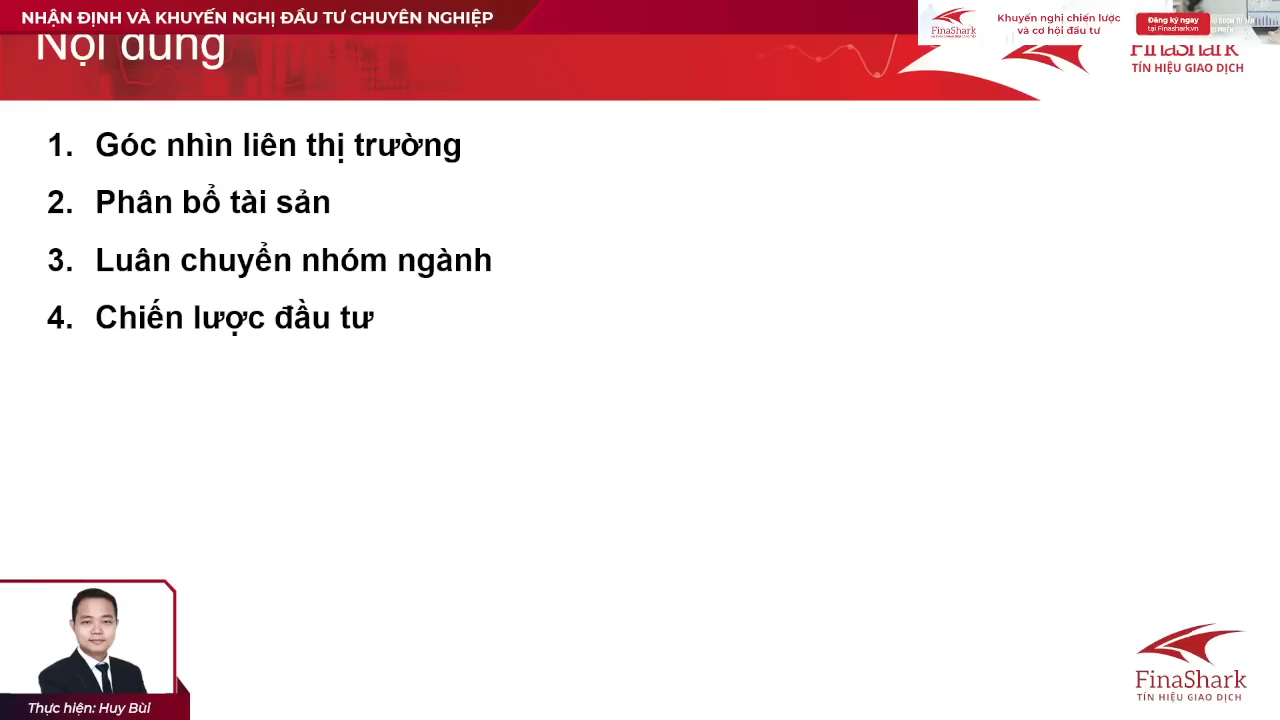 NHẬN ĐỊNH VÀ KHUYẾN NGHỊ ĐẦU TƯ CHUYÊN NGHIỆP
FinaShark
Khuyến nghị chiến lược
và cơ hội đầu tư
Đăng ký ngay
tại Finashark.vn
Nội dung
FinaShark
TÍN HIỆU GIAO DỊCH
1. Góc nhìn liên thị trường
2. Phân bổ tài sản
3. Luân chuyển nhóm ngành
4. Chiến lược đầu tư
Thực hiện: Huy Bùi
FinaShark
TÍN HIỆU GIAO DỊCH